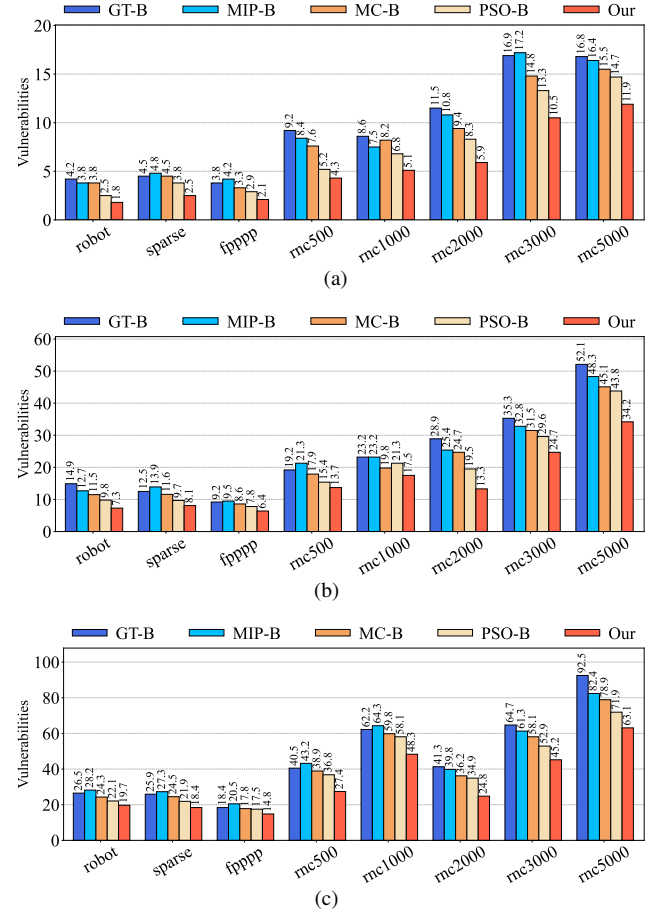 GT-B MIP-B MC-B PSO-B Our
Vulnerabilities
20
15
10
5
0
4.2 3.8 3.8 2.5 1.8
4.5 4.8 4.5 3.8 2.5
3.8 4.2 3.3 2.9 2.1
9.2 8.4 7.6 5.2 4.3
8.6 7.5 8.2 6.8 5.1
11.5 10.8 9.4 8.3 5.9
16.9 17.2 14.8 13.3 10.5
16.8 16.4 15.5 14.7 11.9
robot sparse fpppp rnc500 rnc1000 rnc2000 rnc3000 rnc5000
(a)
GT-B MIP-B MC-B PSO-B Our
Vulnerabilities
60
50
40
30
20
10
0
14.9 12.7 11.5 9.8 7.3
12.5 13.9 11.6 9.7 8.1
9.2 9.5 8.6 7.8 6.4
19.2 21.3 17.9 15.4 13.7
23.2 23.2 19.8 21.3 17.5
28.9 25.4 24.7 19.5 13.3
35.3 32.8 31.5 29.6 24.7
52.1 48.3 45.1 43.8 34.2
robot sparse fpppp rnc500 rnc1000 rnc2000 rnc3000 rnc5000
(b)
GT-B MIP-B MC-B PSO-B Our
Vulnerabilities
100
80
60
40
20
0
26.5 28.2 24.3 22.1 19.7
25.9 27.3 24.5 21.9 18.4
18.4 20.5 17.8 17.5 14.8
40.5 43.2 38.9 36.8 27.4
62.2 64.3 59.8 58.1 48.3
41.3 39.8 36.2 34.9 24.8
64.7 61.3 58.1 52.9 45.2
92.5 82.4 78.9 71.9 63.1
robot sparse fpppp rnc500 rnc1000 rnc2000 rnc3000 rnc5000
(c)